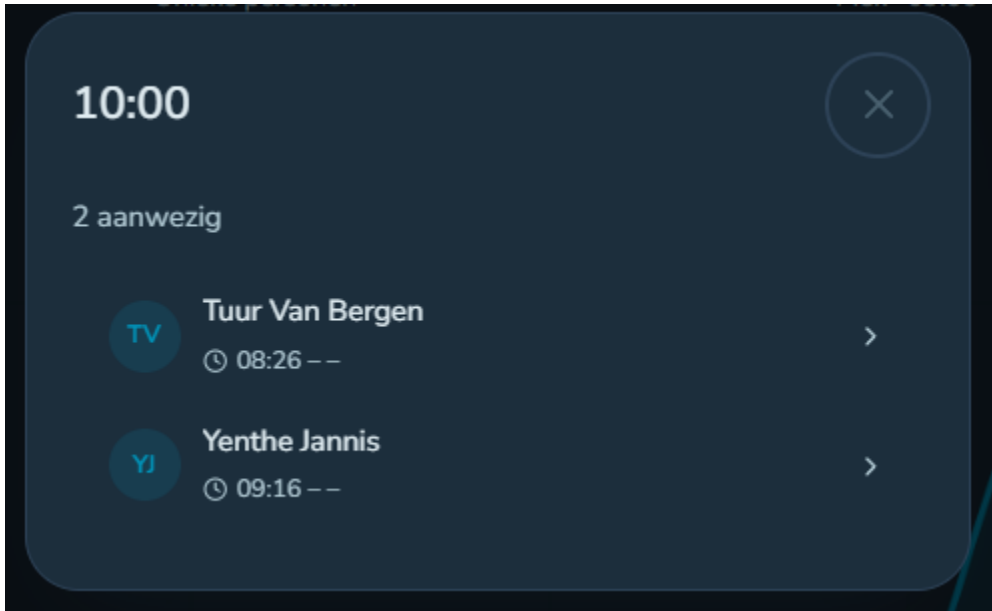 10:00
2 aanwezig
TV
Tuur Van Bergen
08:26 – –
YJ
Yenthe Jannis
09:16 – –